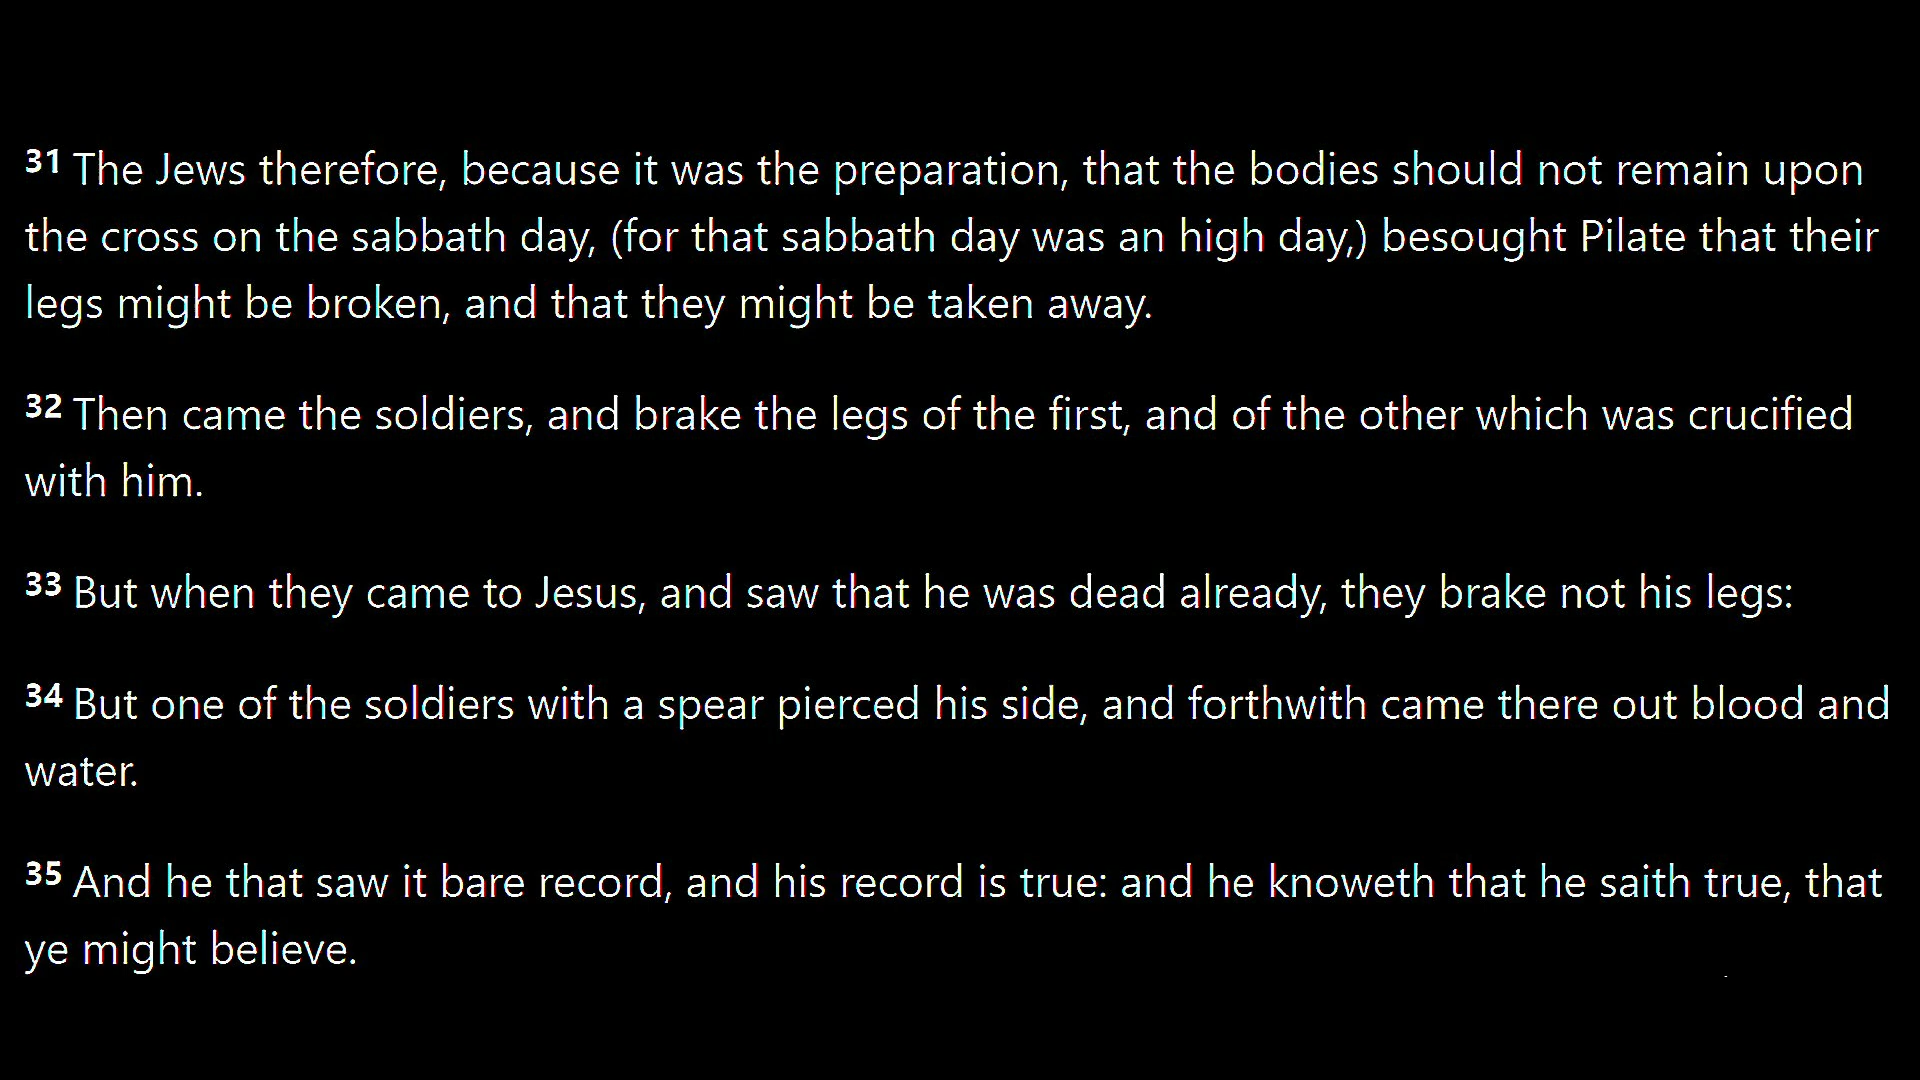 31 The Jews therefore, because it was the preparation, that the bodies should not remain upon
the cross on the sabbath day, (for that sabbath day was an high day,) besought Pilate that their
legs might be broken, and that they might be taken away.
32 Then came the soldiers, and brake the legs of the first, and of the other which was crucified
with him.
33 But when they came to Jesus, and saw that he was dead already, they brake not his legs:
34 But one of the soldiers with a spear pierced his side, and forthwith came there out blood and
water.
35 And he that saw it bare record, and his record is true: and he knoweth that he saith true, that
ye might believe.